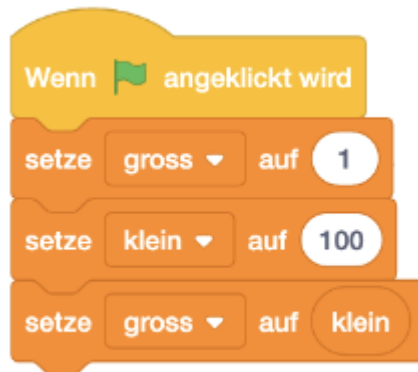 Wenn angeklickt wird
setze gross auf 1
setze klein auf 100
setze gross auf klein